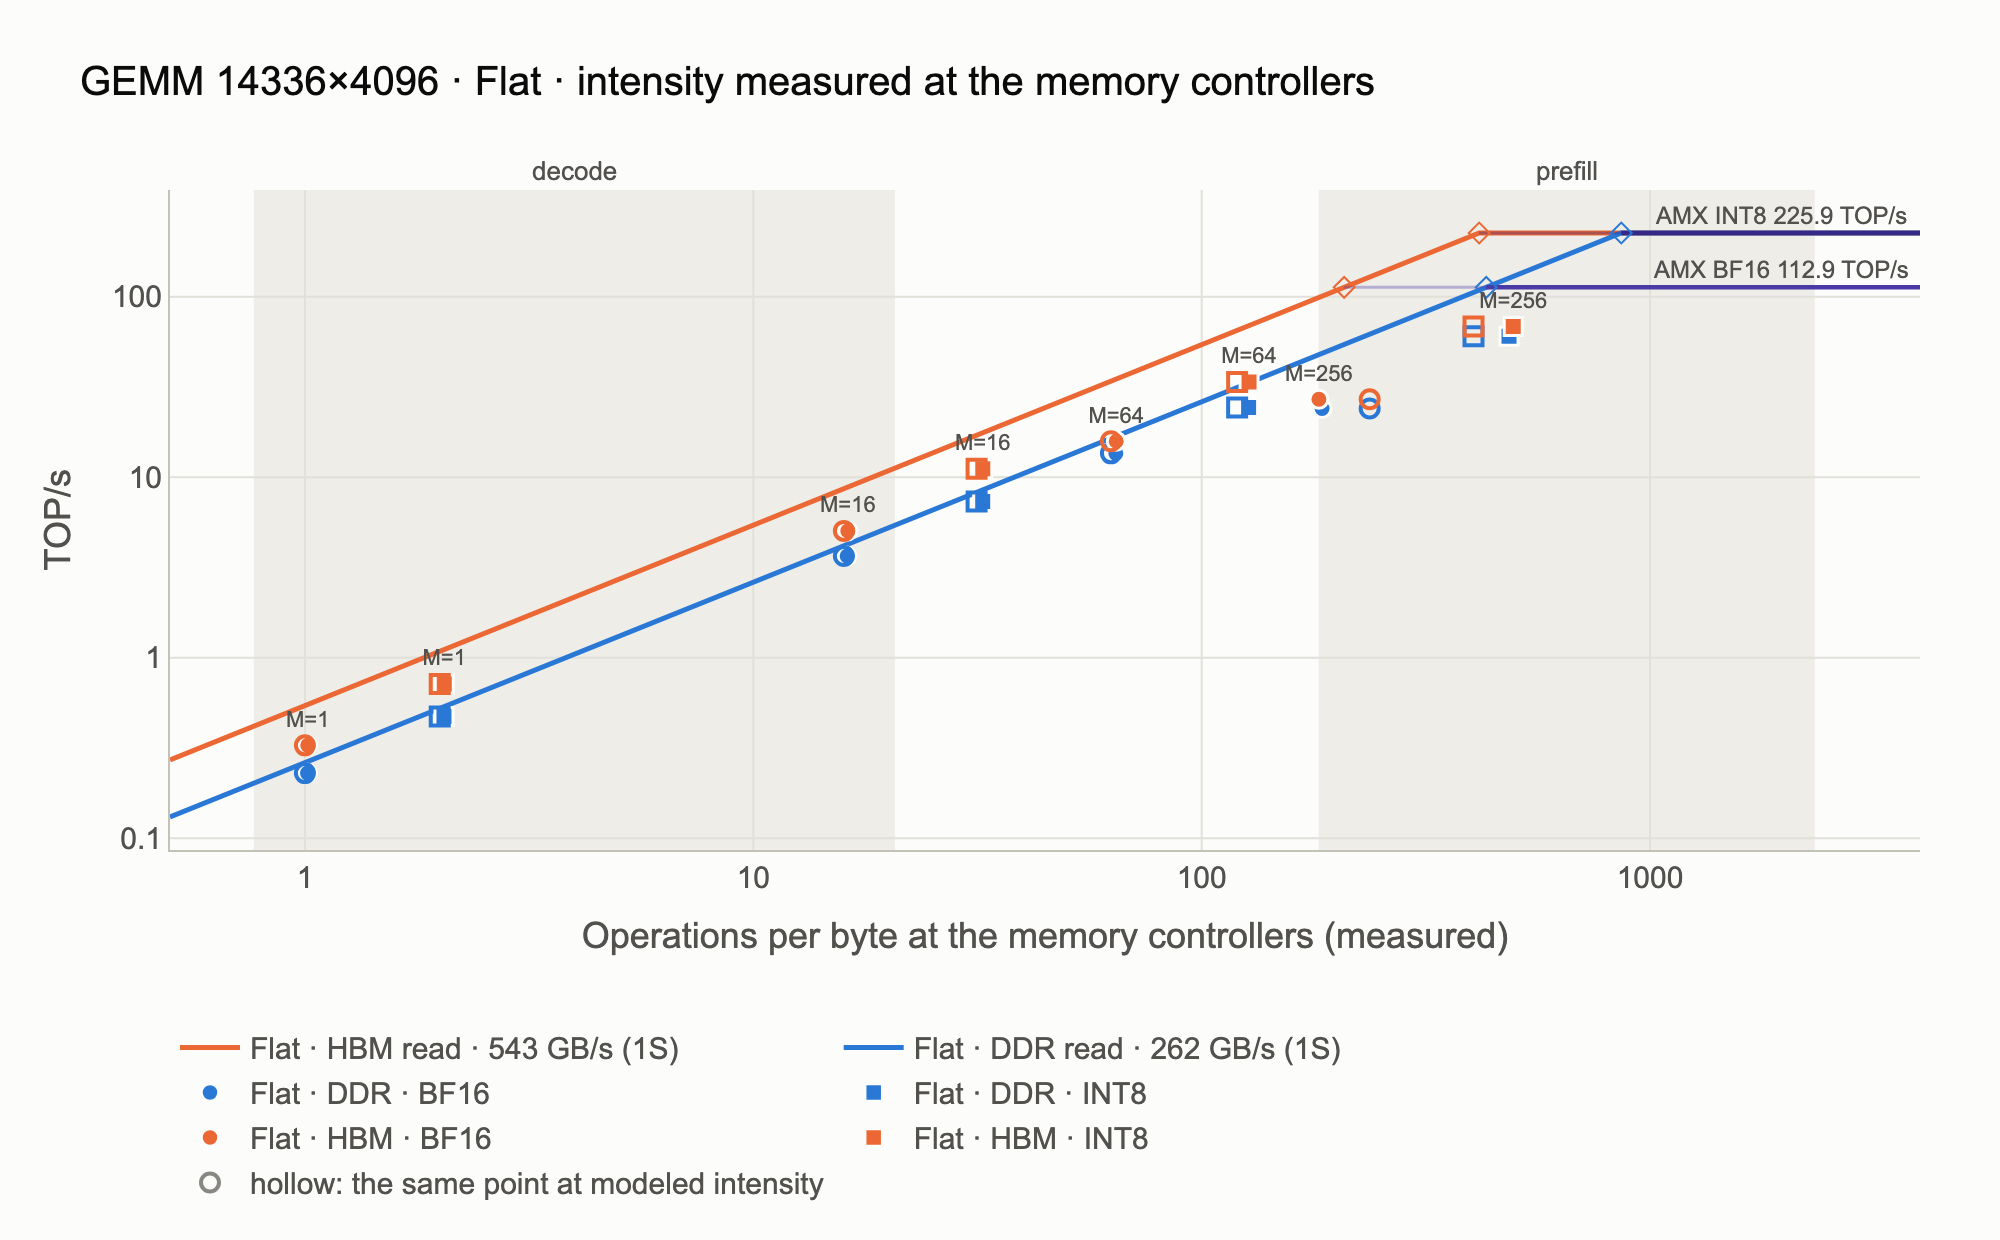 GEMM 14336×4096 · Flat · intensity measured at the memory controllers
decode
prefill
AMX INT8 225.9 TOP/s
AMX BF16 112.9 TOP/s
M=256
M=64
M=256
M=64
M=16
M=16
M=1
M=1
100
10
1
0.1
TOP/s
1
10
100
1000
Operations per byte at the memory controllers (measured)
Flat · HBM read · 543 GB/s (1S)
Flat · DDR read · 262 GB/s (1S)
Flat · DDR · BF16
Flat · DDR · INT8
Flat · HBM · BF16
Flat · HBM · INT8
hollow: the same point at modeled intensity